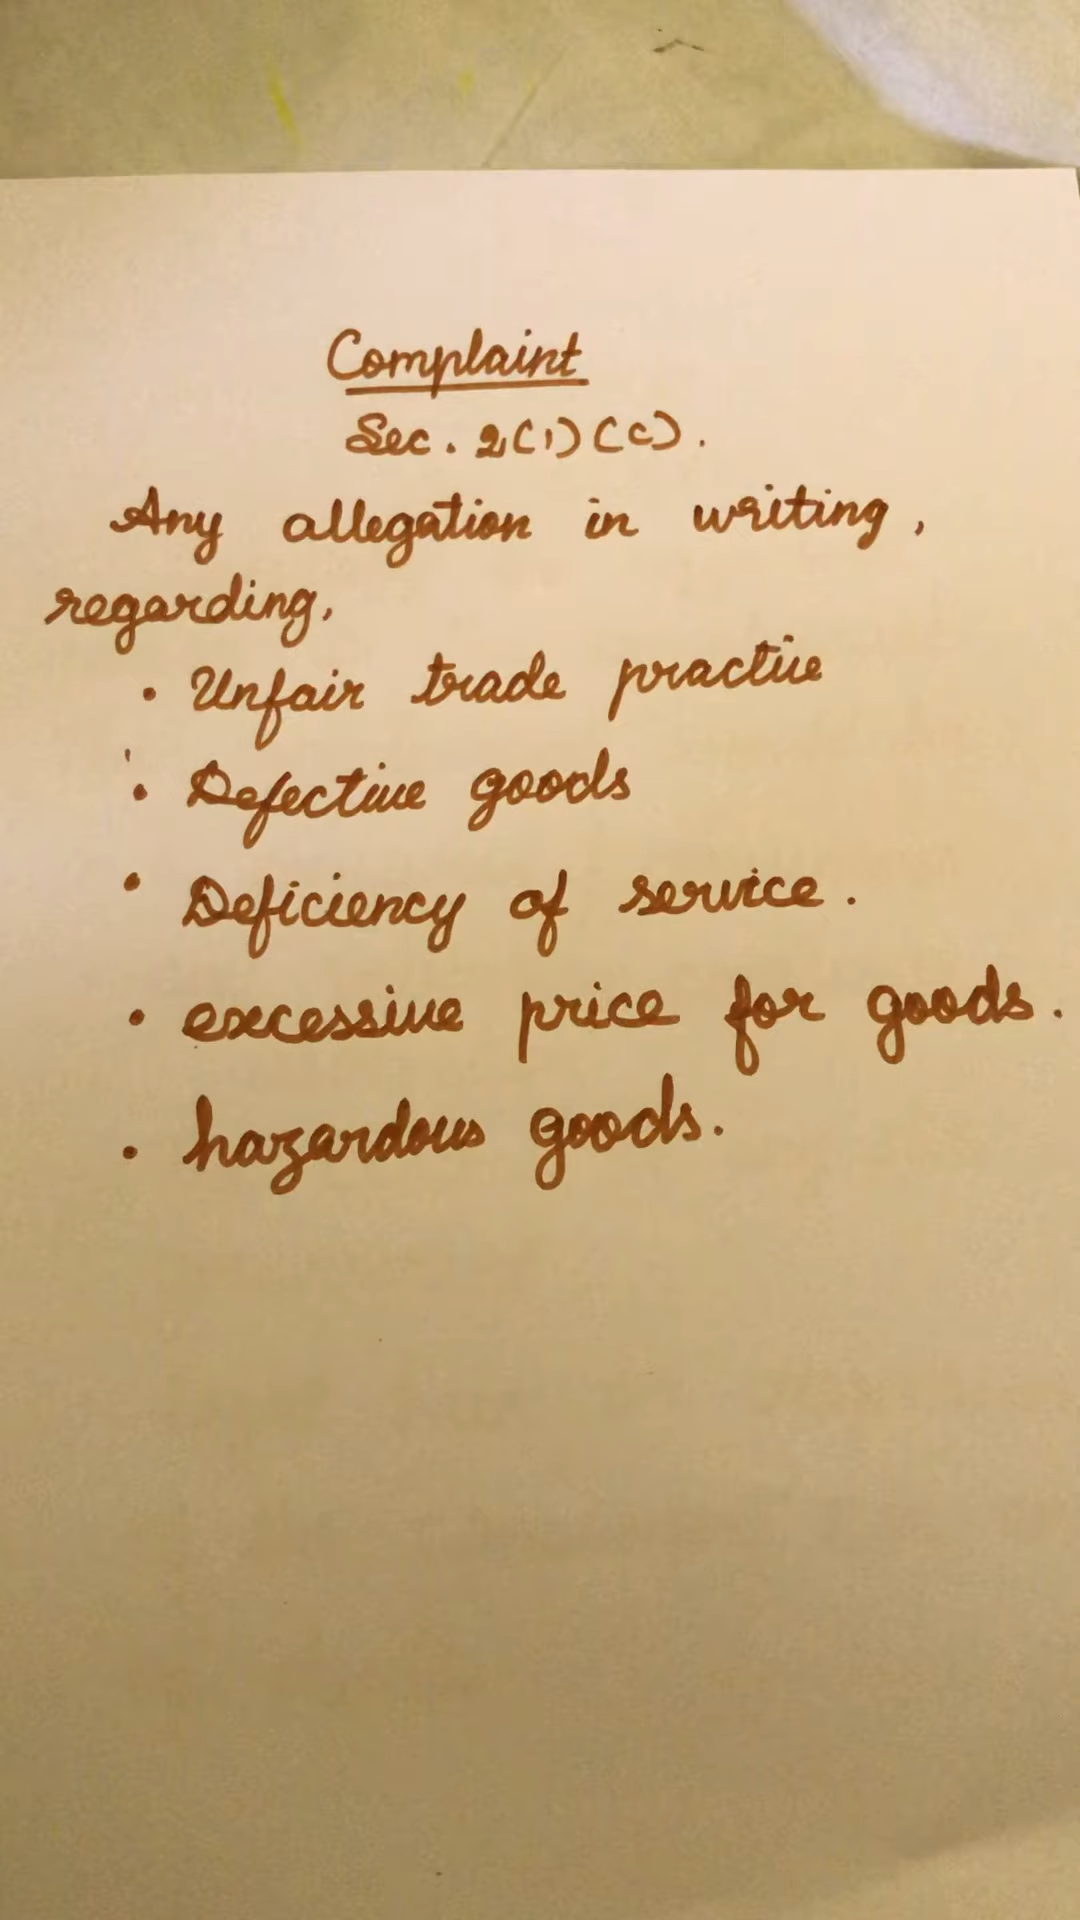 Complaint
Sec. 2(1)(c).
Any allegation in writing,
regarding,
• Unfair trade practice
• Defective goods
• Deficiency of service.
• excessive price for goods.
• hazardous goods.